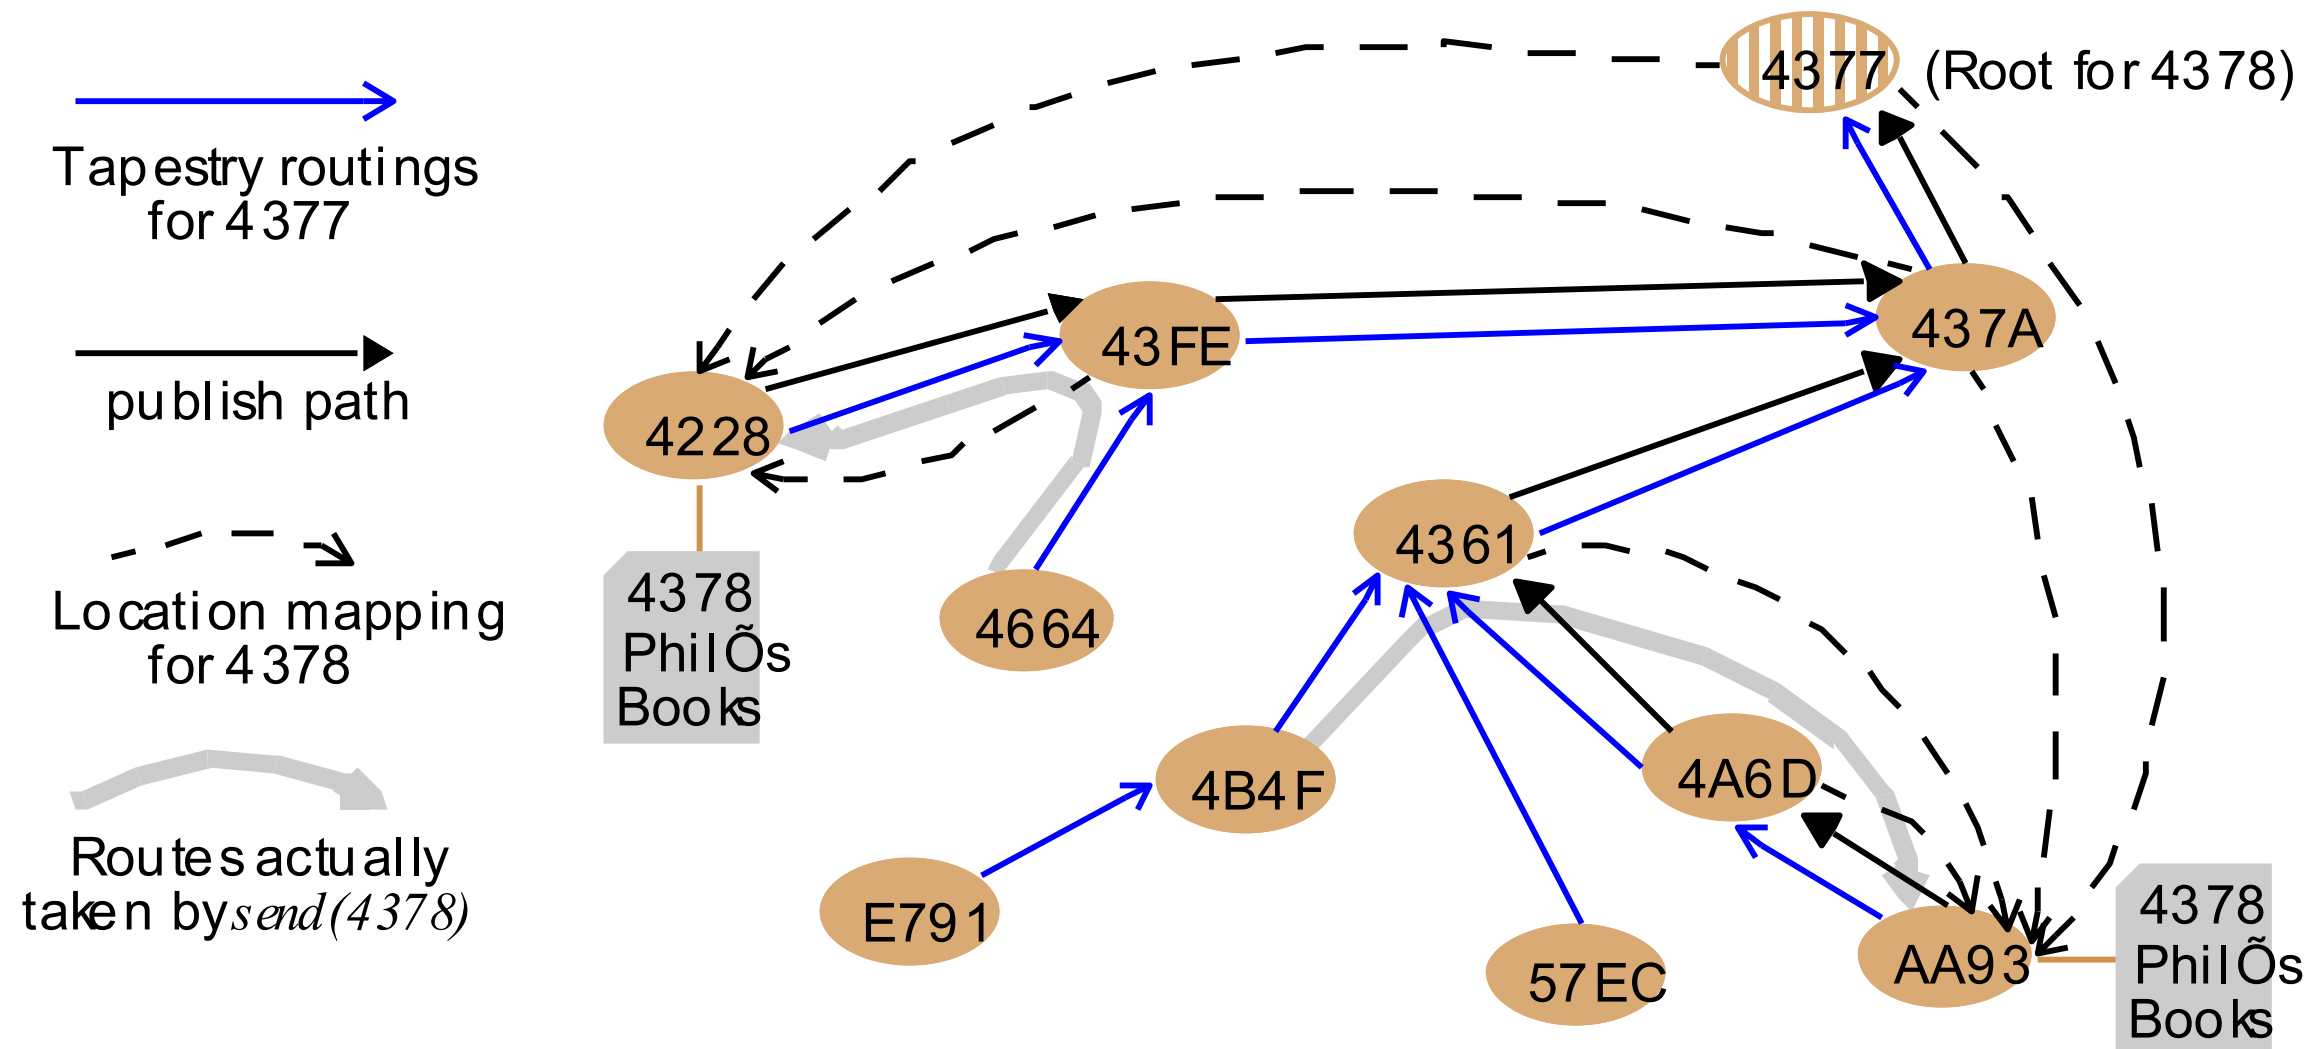 Tapestry routings
for 4377
publish path
Location mapping
for 4378
Routes actually
taken by send(4378)
4377 (Root for 4378)
43FE
437A
4228
4361
4378
PhilÕs
Books
4664
4B4F
4A6D
E791
57EC
AA93
4378
PhilÕs
Books